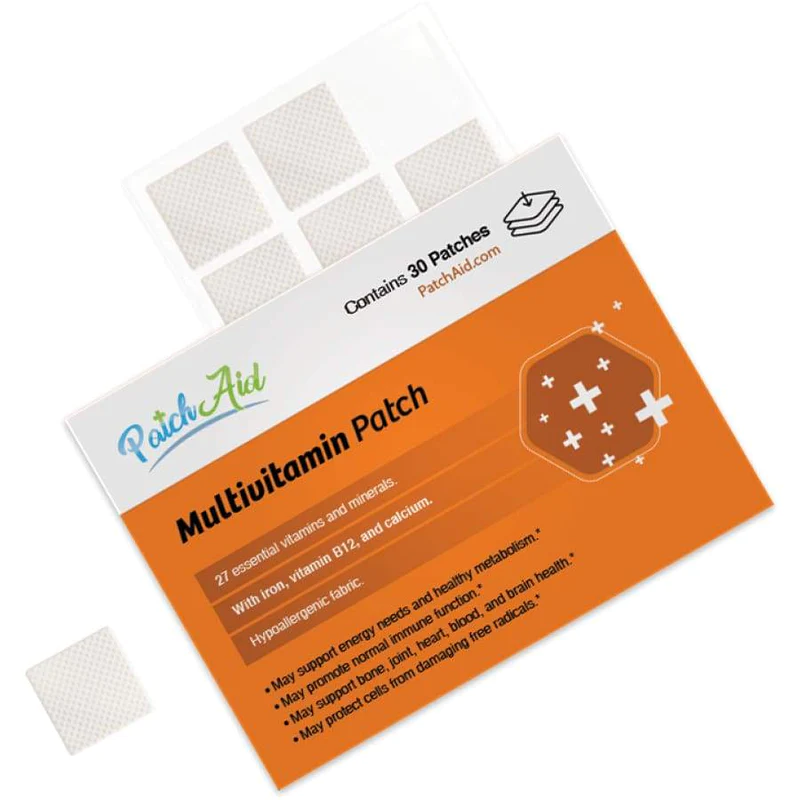 Contains 30 Patches
PatchAid.com
PatchAid
Multivitamin Patch
27 essential vitamins and minerals.
With iron, vitamin B12, and calcium.
Hypoallergenic fabric.
• May support energy needs and healthy metabolism.*
• May promote normal immune function.*
• May support bone, joint, heart, blood, and brain health.*
• May protect cells from damaging free radicals.*